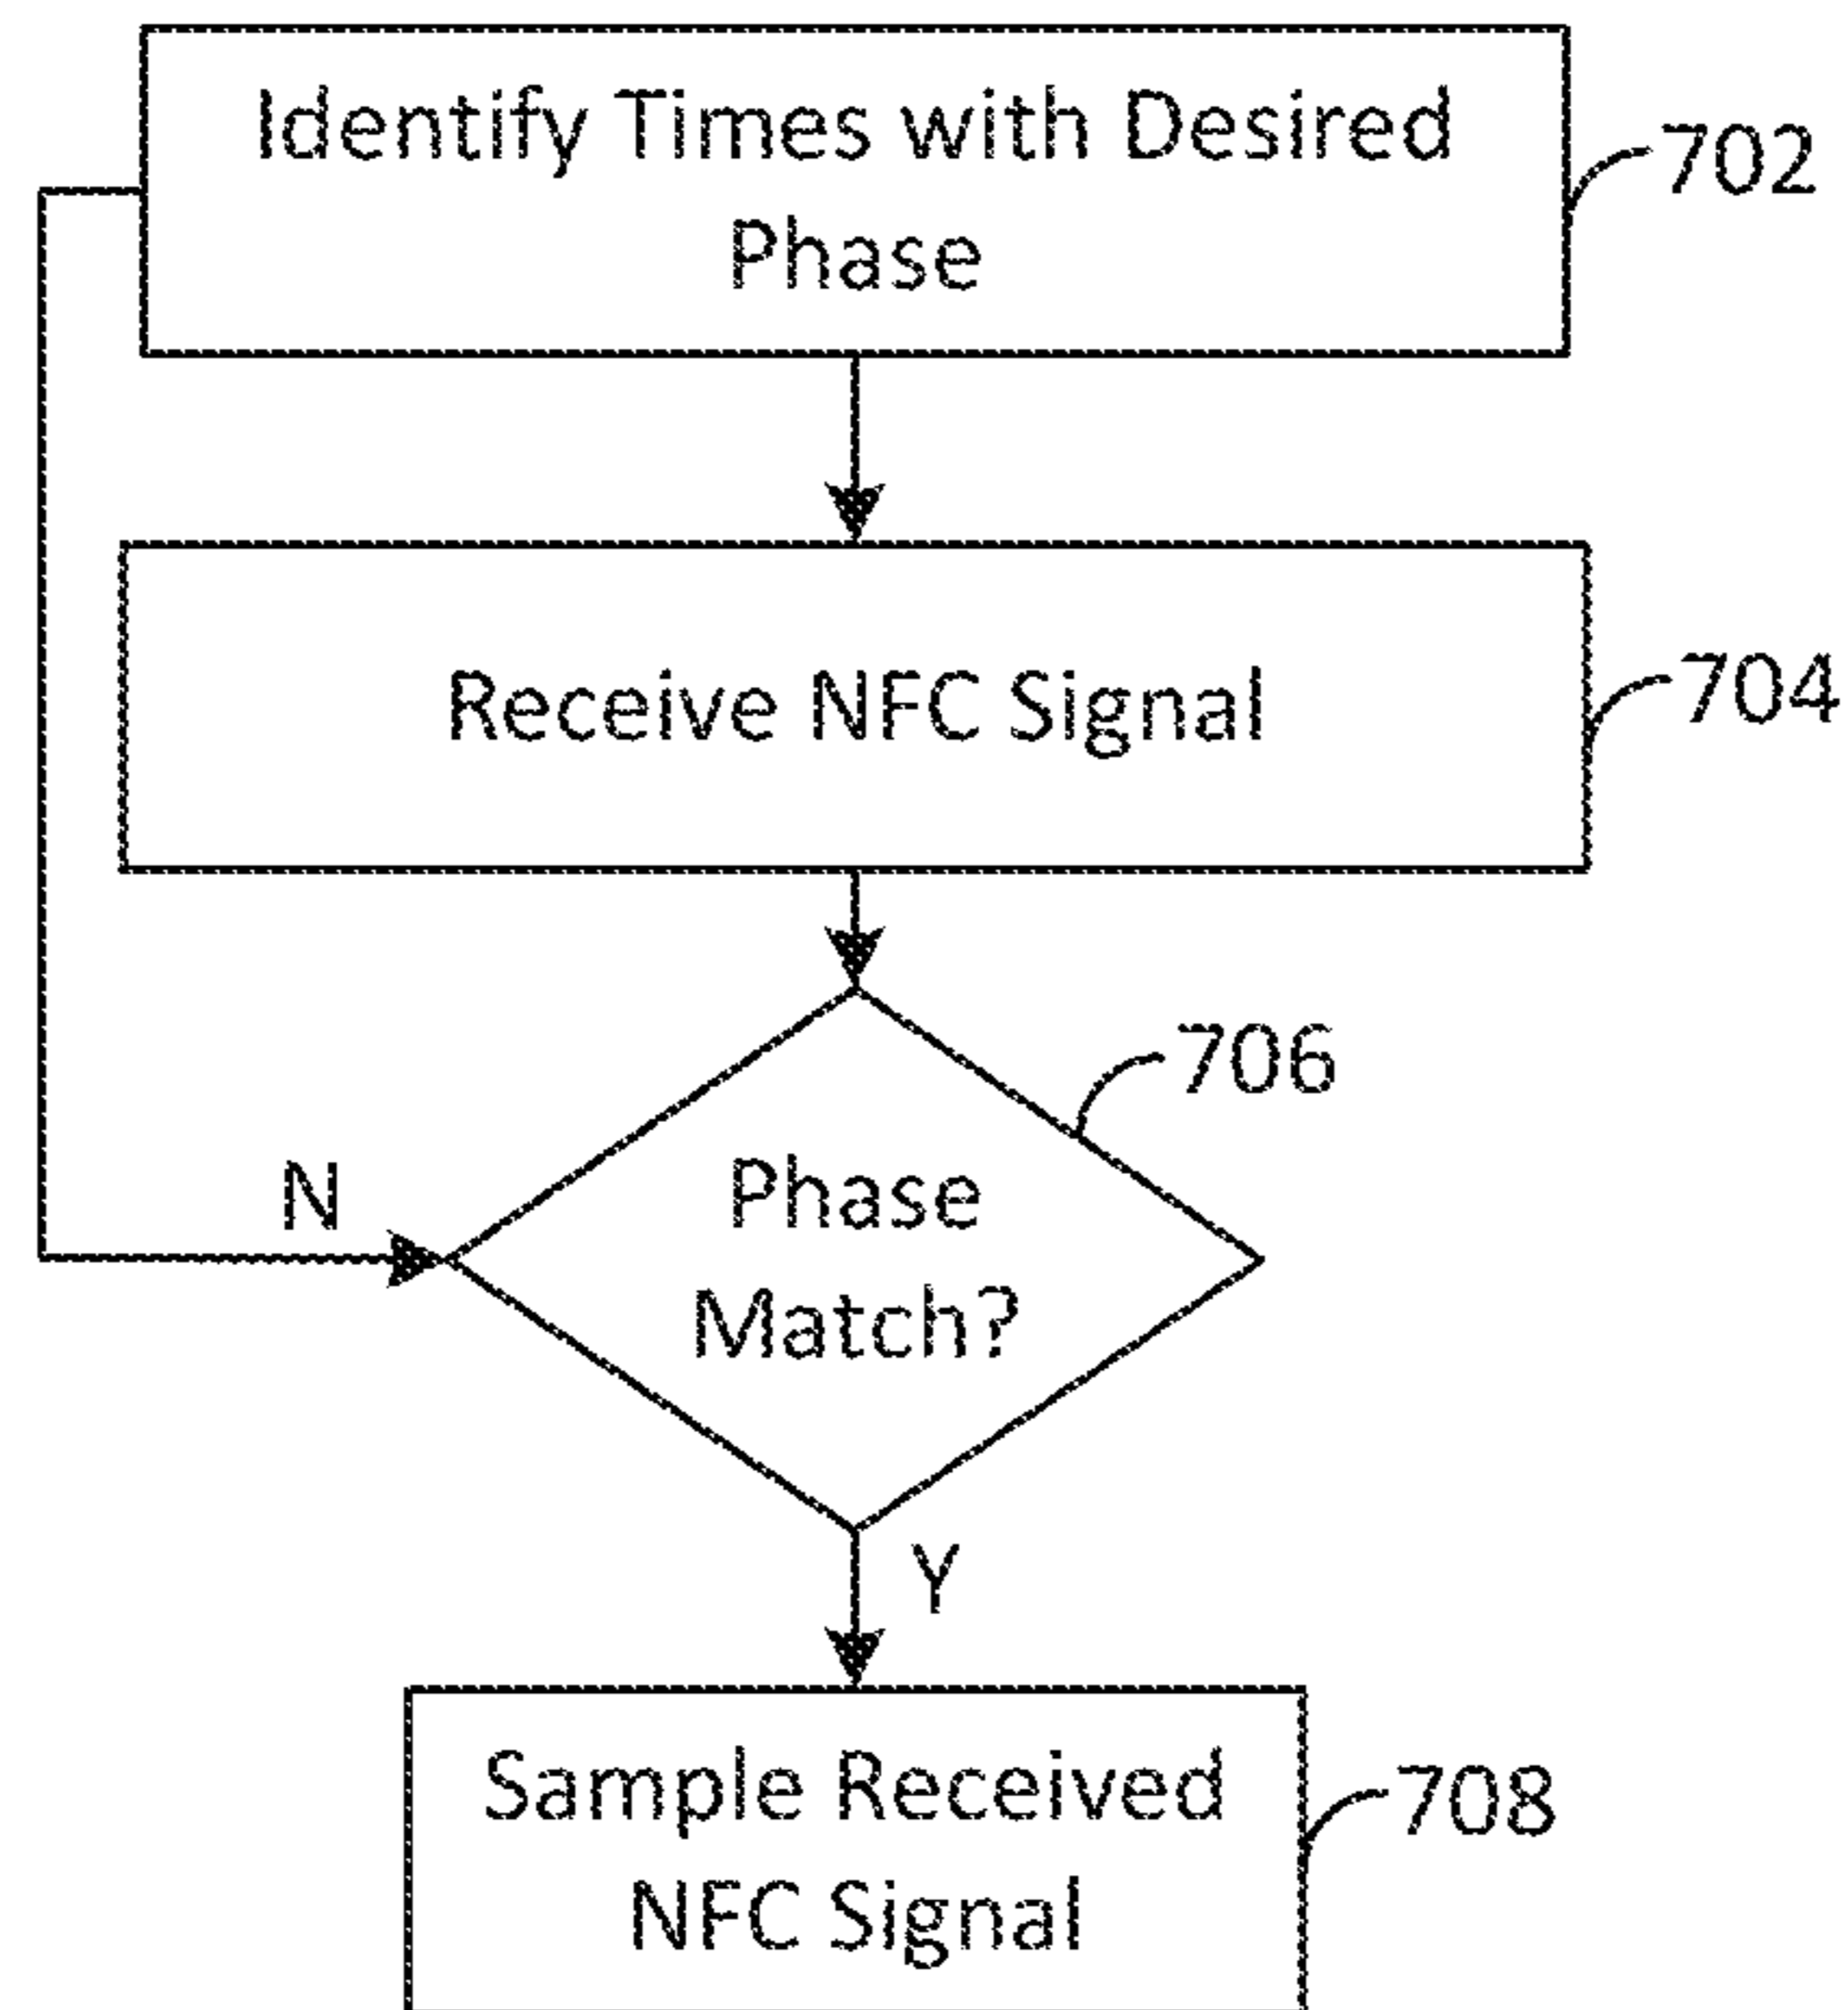 Identify Times with Desired
Phase
702
Receive NFC Signal
704
706
Phase
Match?
N
Y
Sample Received
NFC Signal
708